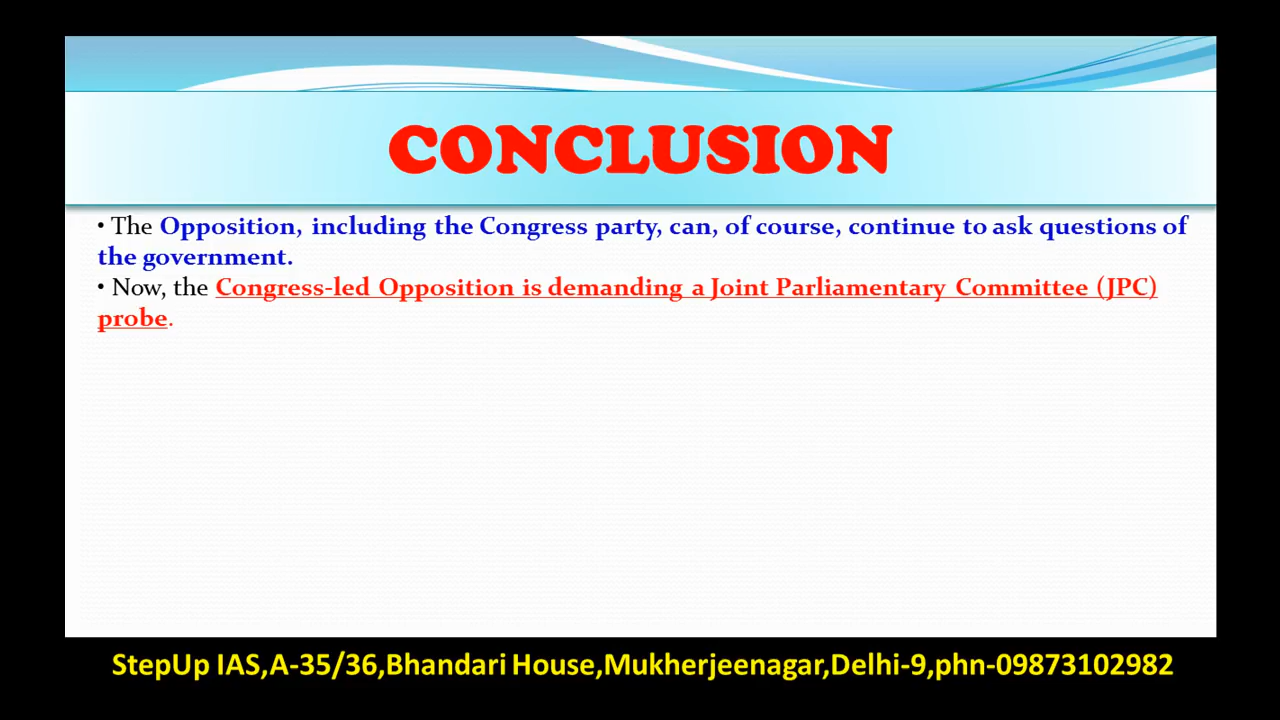 CONCLUSION
• The Opposition, including the Congress party, can, of course, continue to ask questions of
the government.
• Now, the Congress-led Opposition is demanding a Joint Parliamentary Committee (JPC)
probe.
StepUp IAS,A-35/36,Bhandari House,Mukherjeenagar,Delhi-9,phn-09873102982